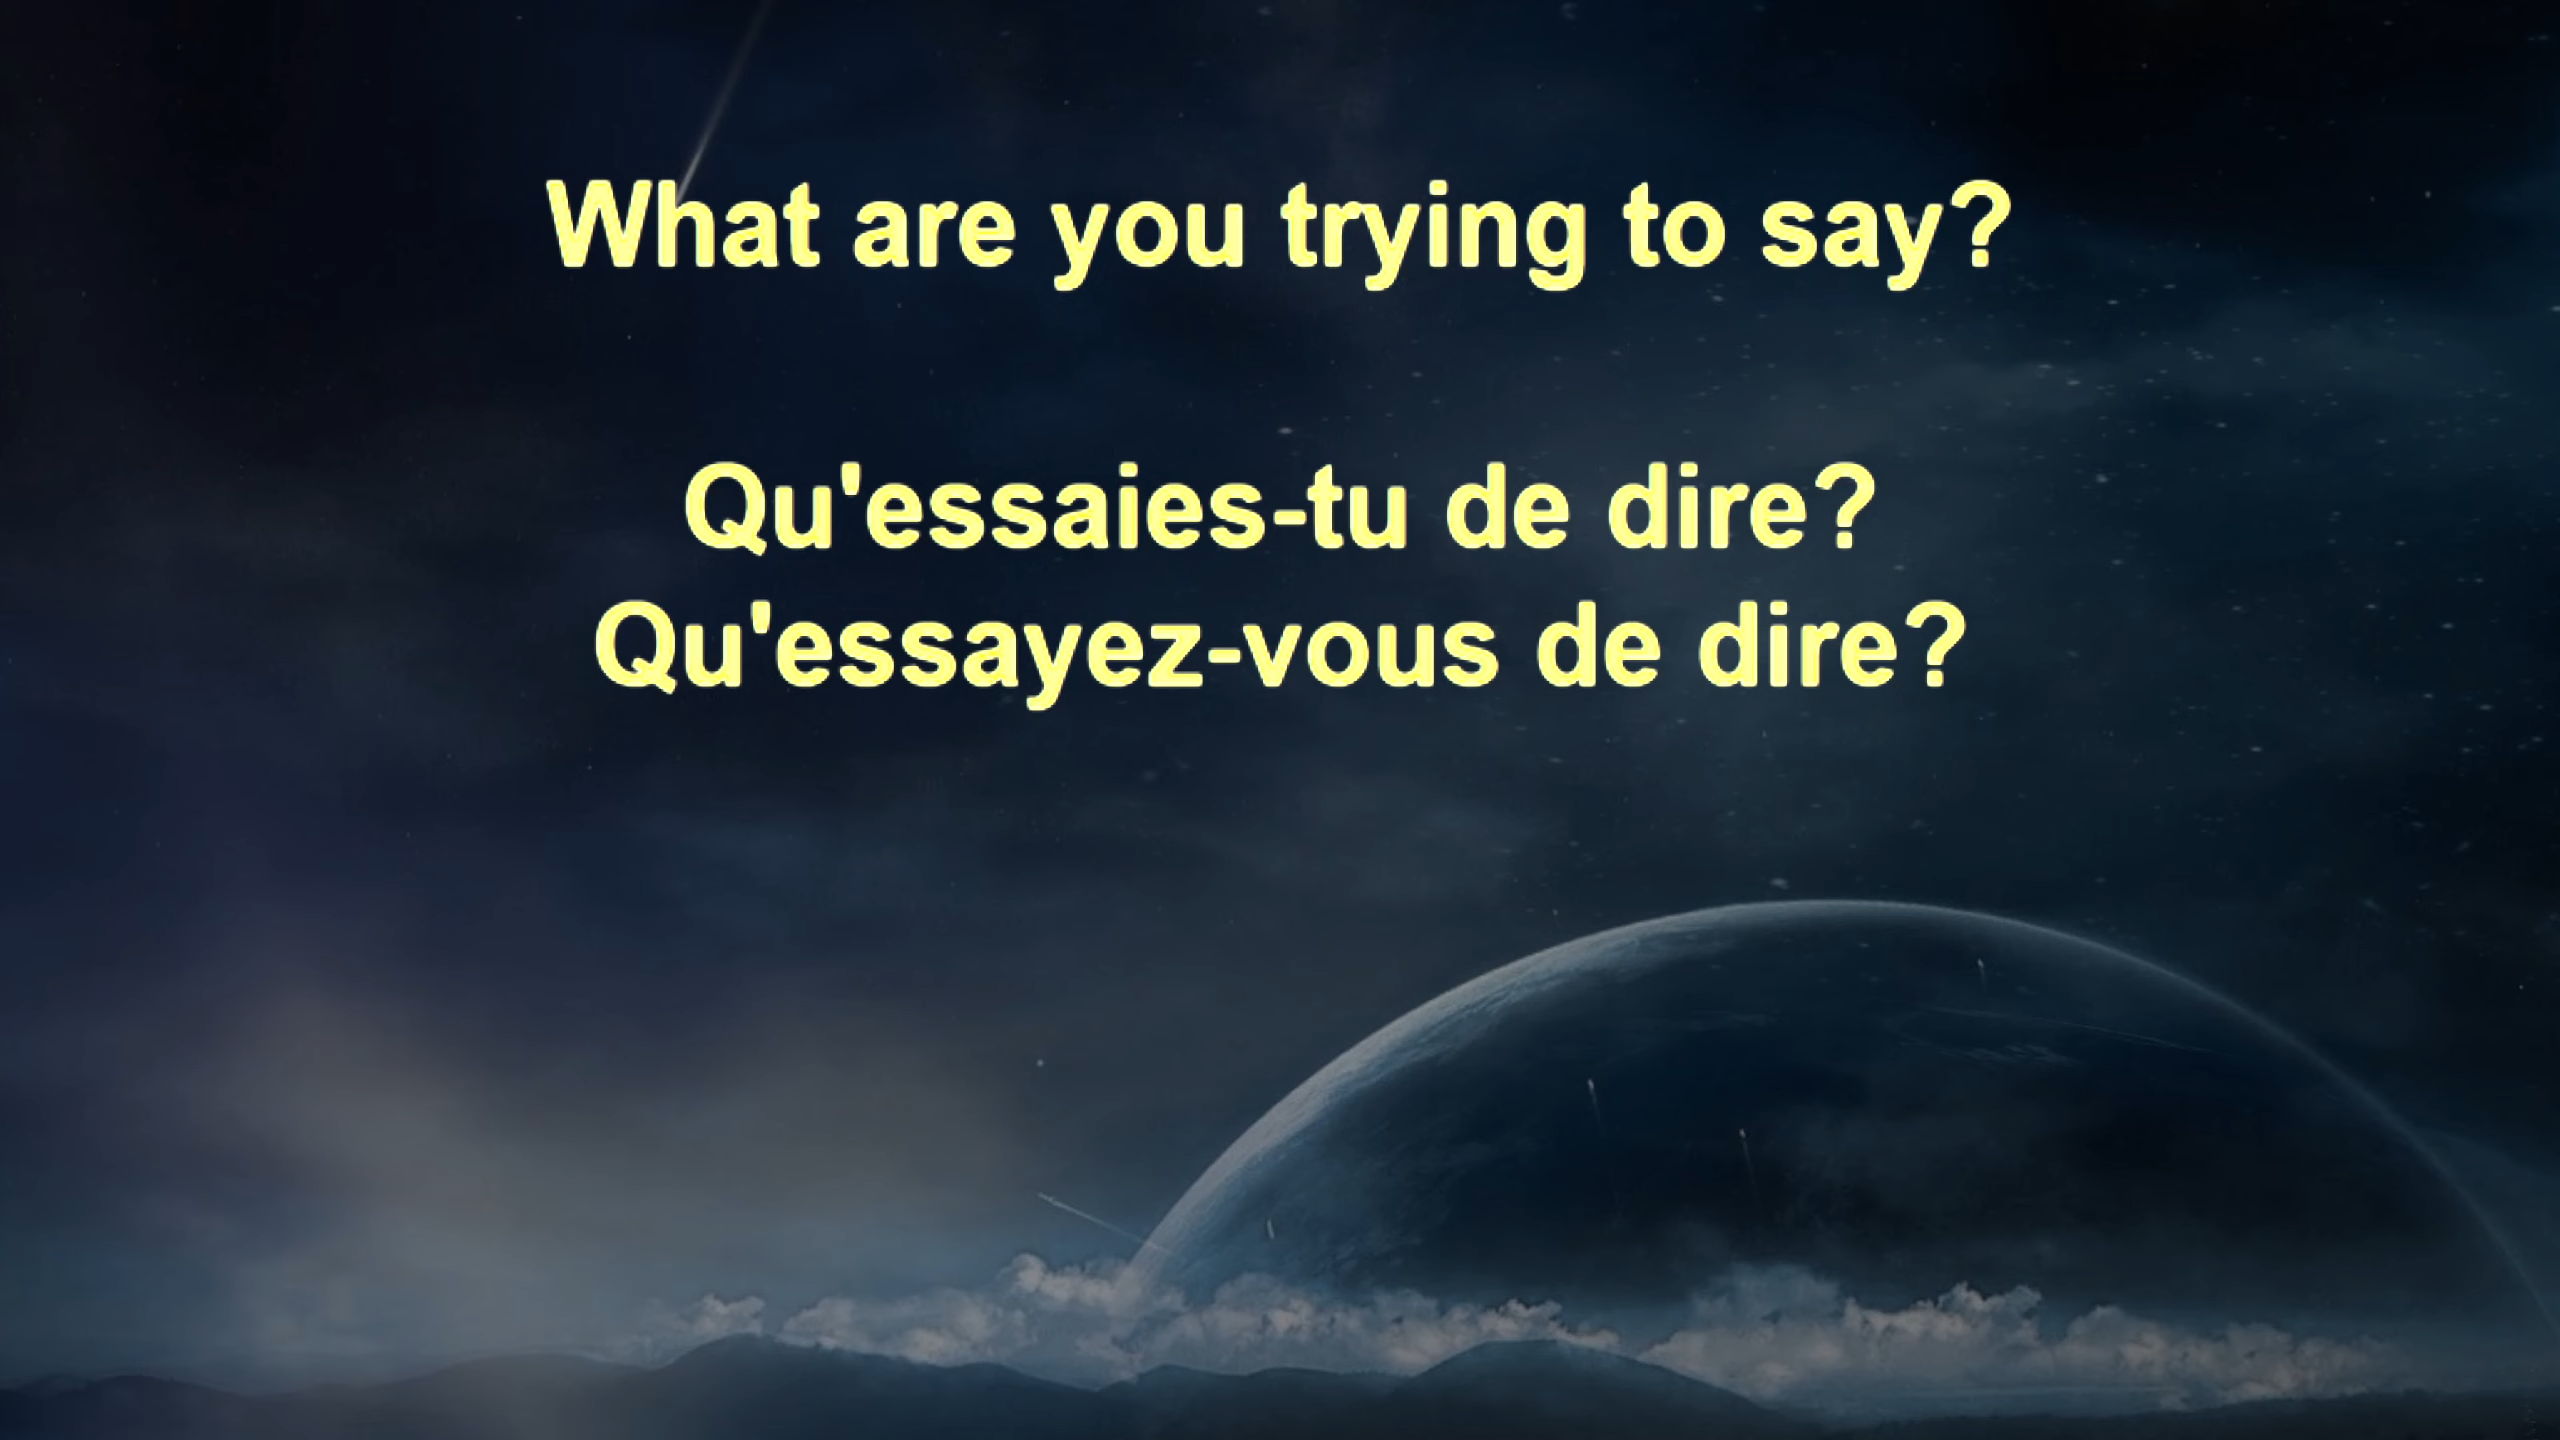 What are you trying to say?
Qu'essaies-tu de dire?
Qu'essayez-vous de dire?